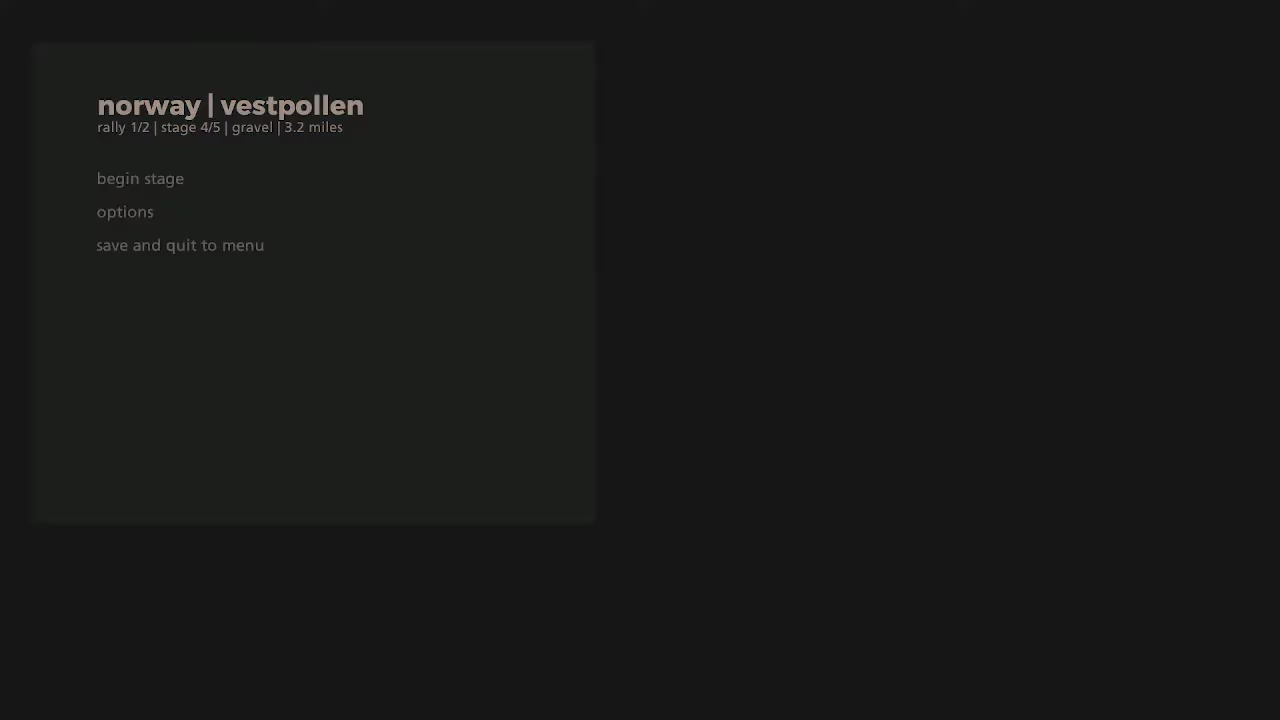 norway | vestpollen
rally 1/2 | stage 4/5 | gravel | 3.2 miles
begin stage
options
save and quit to menu